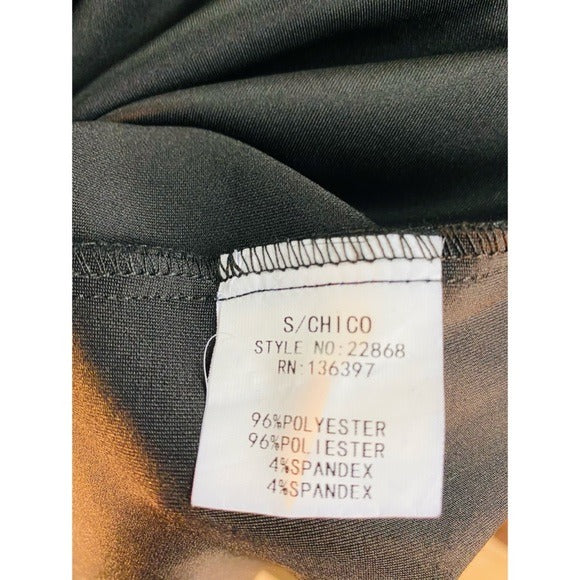 S/CHICO
STYLE NO:22868
RN:136397
96%POLYESTER
96%POLIESTER
4%SPANDEX
4%SPANDEX